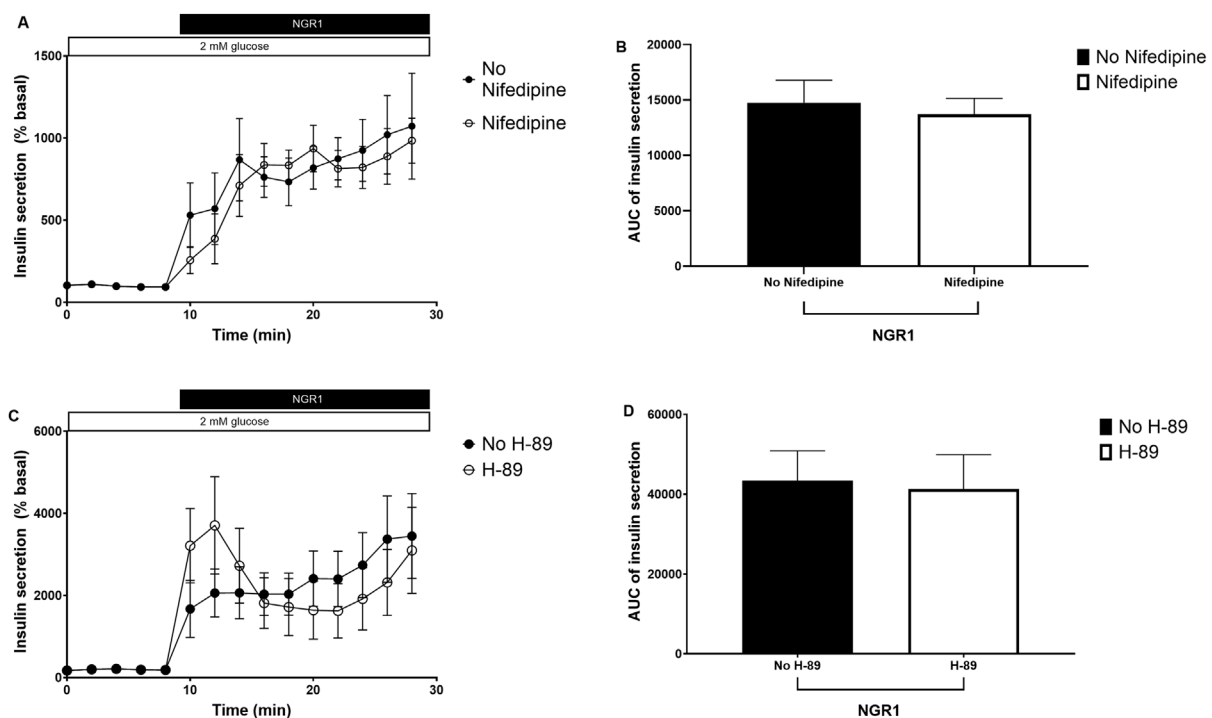 A
NGR1
2 mM glucose
Insulin secretion (% basal)
1500
1000
500
0
0
10
20
30
Time (min)
No
Nifedipine
Nifedipine
B
AUC of insulin secretion
20000
15000
10000
5000
0
No Nifedipine
Nifedipine
NGR1
No Nifedipine
Nifedipine
C
NGR1
2 mM glucose
Insulin secretion (% basal)
6000
4000
2000
0
0
10
20
30
Time (min)
No H-89
H-89
D
AUC of insulin secretion
60000
40000
20000
0
No H-89
H-89
NGR1
No H-89
H-89